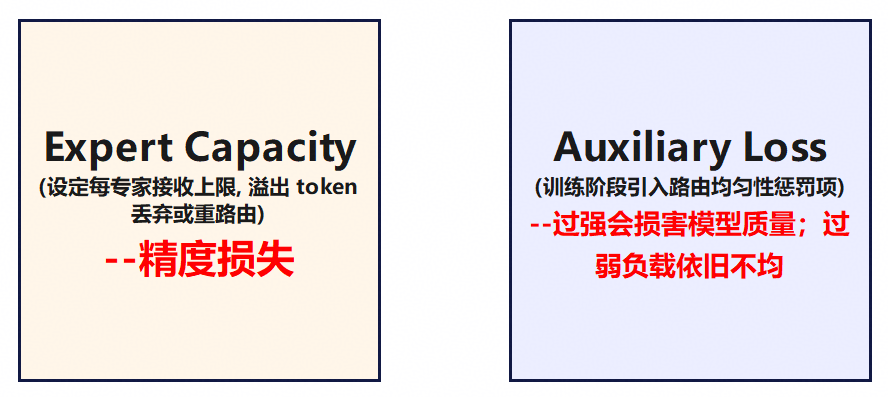 Expert Capacity
(设定每专家接收上限, 溢出 token
丢弃或重路由)
--精度损失
Auxiliary Loss
(训练阶段引入路由均匀性惩罚项)
--过强会损害模型质量；过
弱负载依旧不均